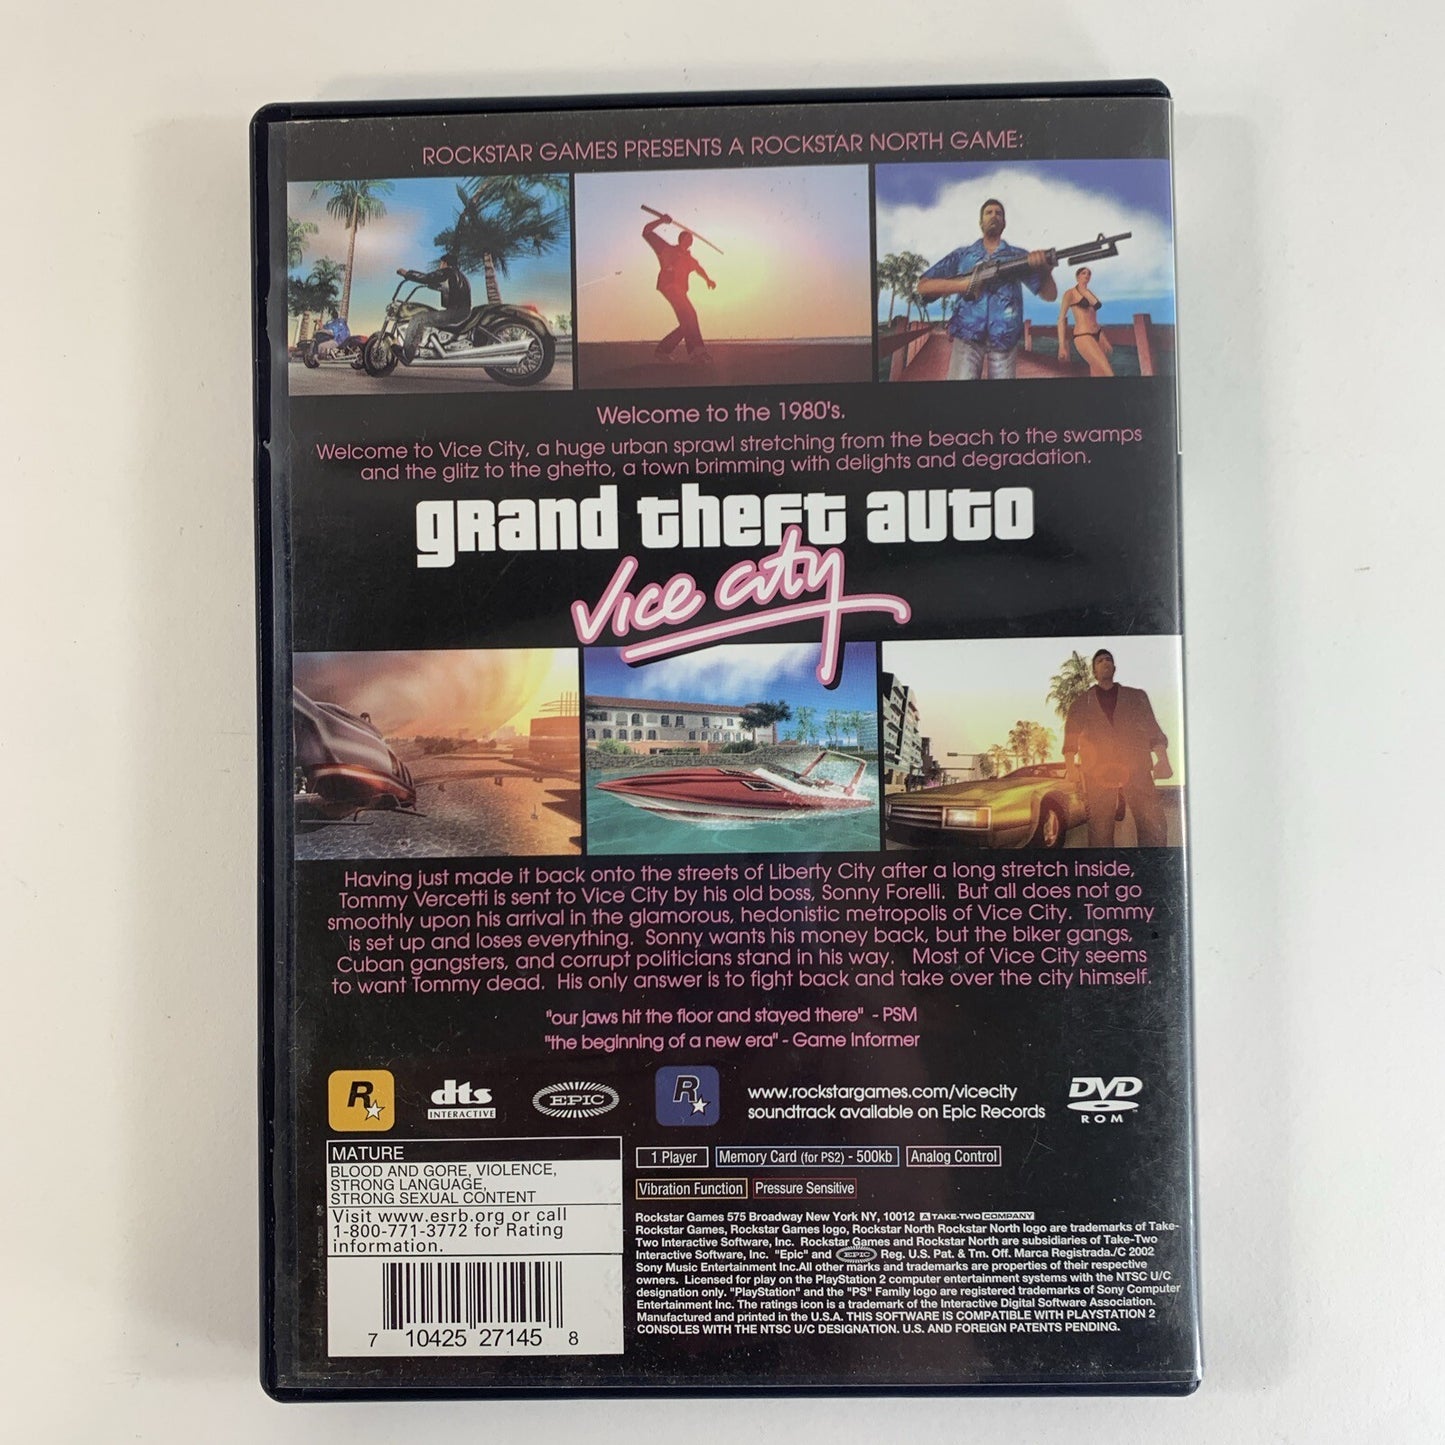 ROCKSTAR GAMES PRESENTS A ROCKSTAR NORTH GAME:
Welcome to the 1980's.
Welcome to Vice City, a huge urban sprawl stretching from the beach to the swamps
and the glitz to the ghetto, a town brimming with delights and degradation.
grand theft auto
Vice City
Having just made it back onto the streets of Liberty City after a long stretch inside,
Tommy Vercetti is sent to Vice City by his old boss, Sonny Forelli. But all does not go
smoothly upon his arrival in the glamorous, hedonistic metropolis of Vice City. Tommy
is set up and loses everything. Sonny wants his money back, but the biker gangs,
Cuban gangsters, and corrupt politicians stand in his way. Most of Vice City seems
to want Tommy dead. His only answer is to fight back and take over the city himself.
"our jaws hit the floor and stayed there" - PSM
"the beginning of a new era" - Game Informer
R
dts
INTERACTIVE
EPIC
R
www.rockstargames.com/vicecity
soundtrack available on Epic Records
DVD
ROM
MATURE
BLOOD AND GORE, VIOLENCE,
STRONG LANGUAGE,
STRONG SEXUAL CONTENT
Visit www.esrb.org or call
1-800-771-3772 for Rating
information.
7 10425 27145 8
1 Player
Memory Card (for PS2) - 500kb
Analog Control
Vibration Function
Pressure Sensitive
Rockstar Games 575 Broadway New York NY, 10012 A TAKE-TWO COMPANY
Rockstar Games, Rockstar Games logo, Rockstar North Rockstar North logo are trademarks of Take-
Two Interactive Software, Inc. Rockstar Games and Rockstar North are subsidiaries of Take-Two
Interactive Software, Inc. "Epic" and EPIC Reg. U.S. Pat. & Tm. Off. Marca Registrada./C 2002
Sony Music Entertainment Inc.All other marks and trademarks are properties of their respective
owners. Licensed for play on the PlayStation 2 computer entertainment systems with the NTSC U/C
designation only. "PlayStation" and the "PS" Family logo are registered trademarks of Sony Computer
Entertainment Inc. The ratings icon is a trademark of the Interactive Digital Software Association.
Manufactured and printed in the U.S.A. THIS SOFTWARE IS COMPATIBLE WITH PLAYSTATION 2
CONSOLES WITH THE NTSC U/C DESIGNATION. U.S. AND FOREIGN PATENTS PENDING.